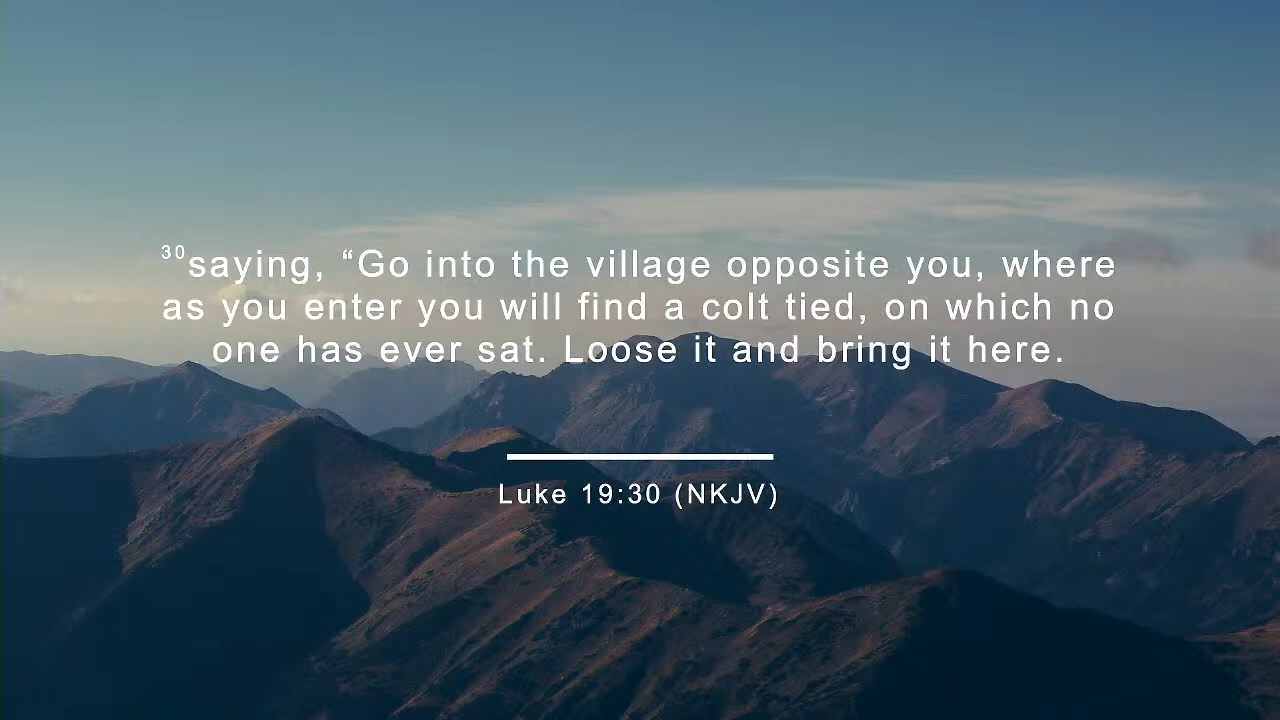 30saying, “Go into the village opposite you, where
as you enter you will find a colt tied, on which no
one has ever sat. Loose it and bring it here.
Luke 19:30 (NKJV)